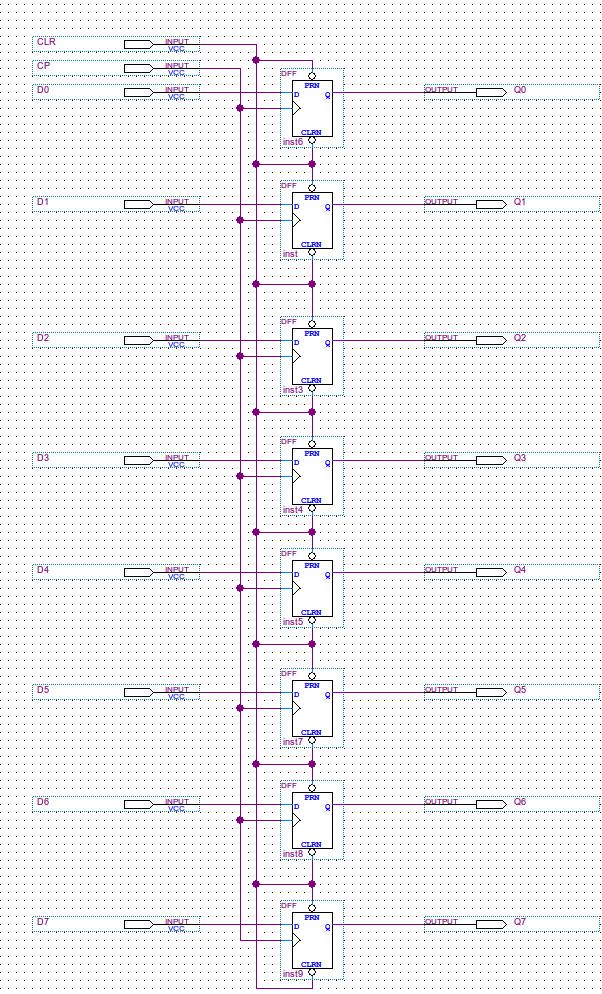 CLR INPUT
VCC
CP INPUT
VCC
DFF
D0 INPUT PRN OUTPUT Q0
VCC D Q
CLRN
inst6
DFF
D1 INPUT PRN OUTPUT Q1
VCC D Q
CLRN
inst
DFF
D2 INPUT PRN OUTPUT Q2
VCC D Q
CLRN
inst3
DFF
D3 INPUT PRN OUTPUT Q3
VCC D Q
CLRN
inst4
DFF
D4 INPUT PRN OUTPUT Q4
VCC D Q
CLRN
inst5
DFF
D5 INPUT PRN OUTPUT Q5
VCC D Q
CLRN
inst7
DFF
D6 INPUT PRN OUTPUT Q6
VCC D Q
CLRN
inst8
DFF
D7 INPUT PRN OUTPUT Q7
VCC D Q
CLRN
inst9